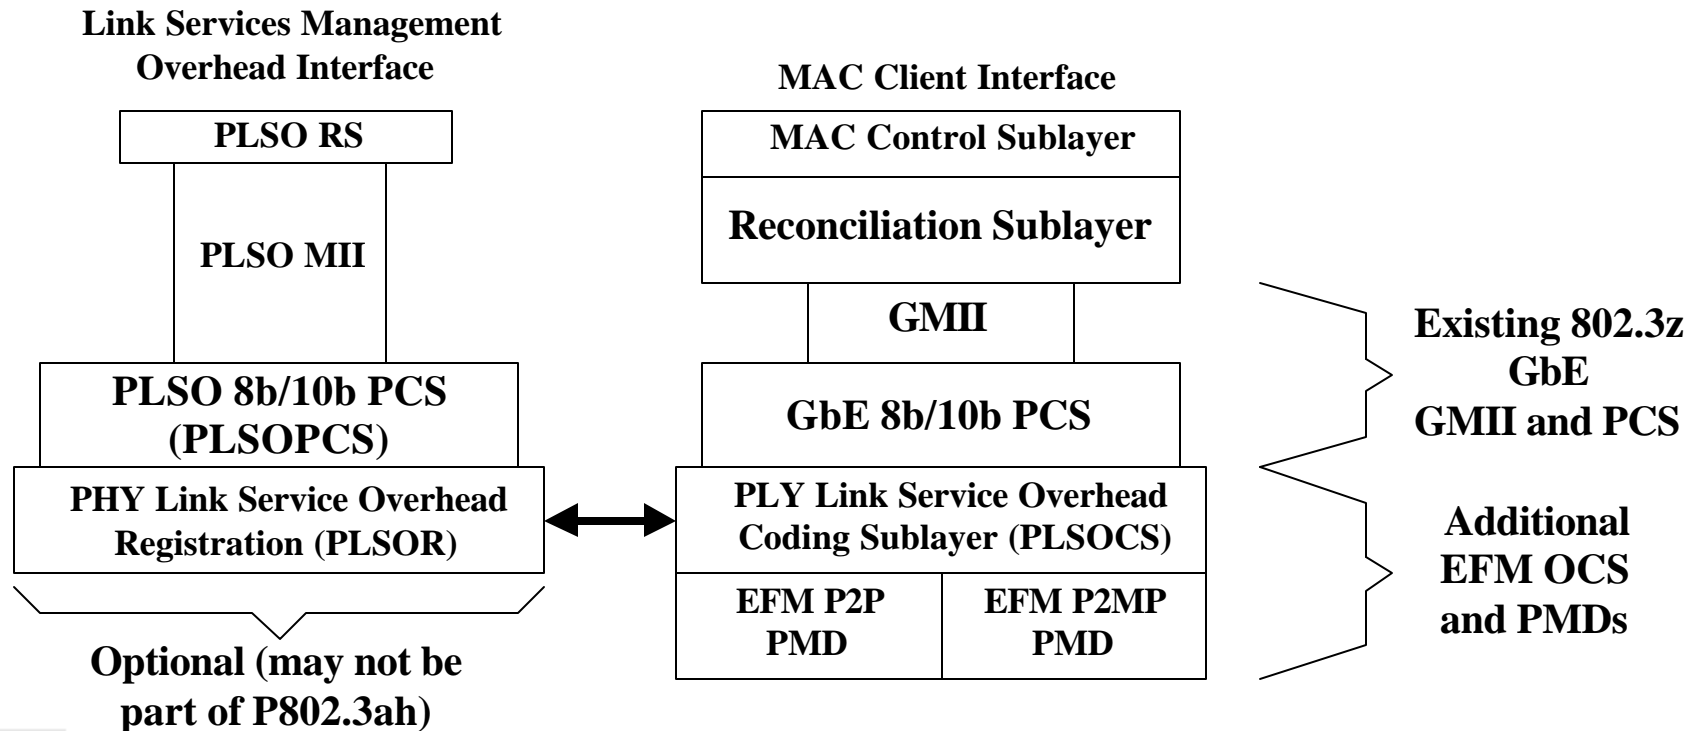 Link Services Management
Overhead Interface
PLSO RS
PLSO MII
PLSO 8b/10b PCS
(PLSOPCS)
PHY Link Service Overhead
Registration (PLSOR)
Optional (may not be
part of P802.3ah)
MAC Client Interface
MAC Control Sublayer
Reconciliation Sublayer
GMII
GbE 8b/10b PCS
PLY Link Service Overhead
Coding Sublayer (PLSOCS)
EFM P2P
PMD
EFM P2MP
PMD
Existing 802.3z
GbE
GMII and PCS
Additional
EFM OCS
and PMDs